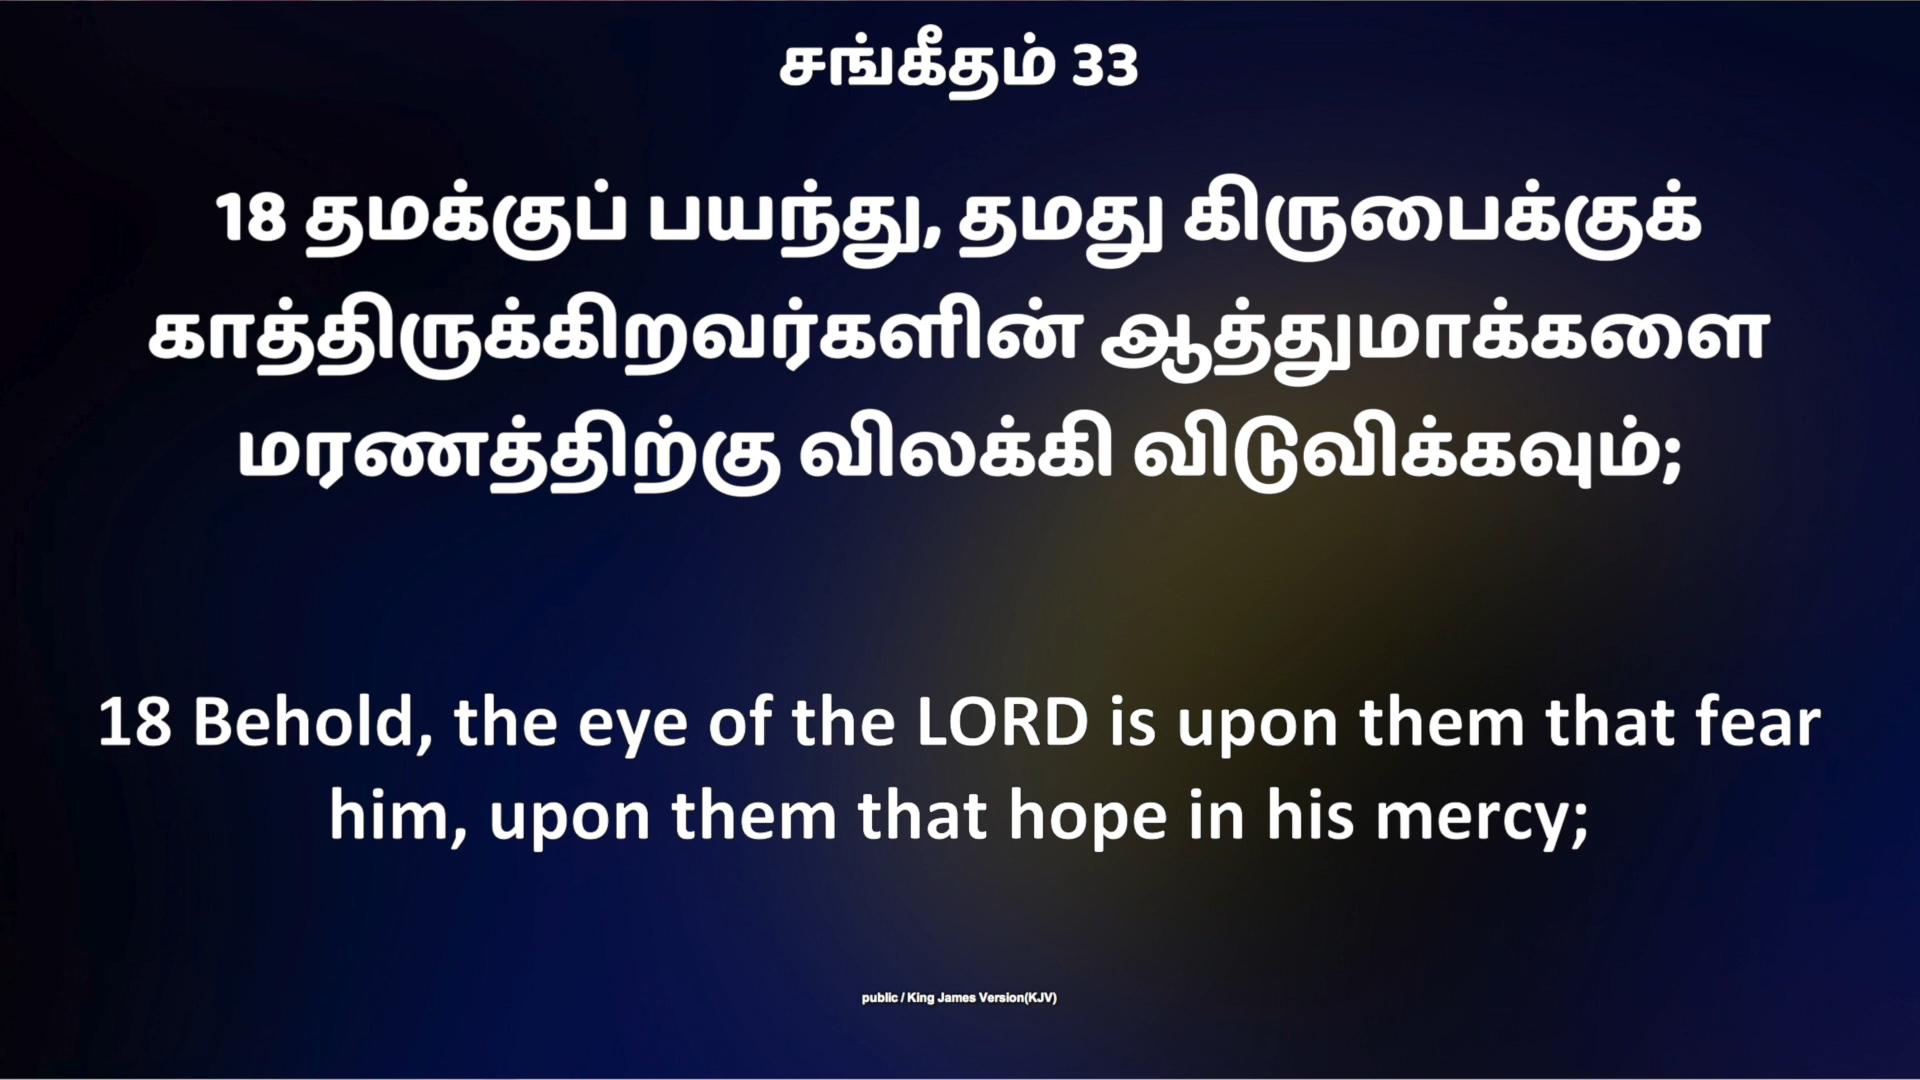 சங்கீதம் 33
18 தமக்குப் பயந்து, தமது கிருபைக்குக்
காத்திருக்கிறவர்களின் ஆத்துமாக்களை
மரணத்திற்கு விலக்கி விடுவிக்கவும்;
18 Behold, the eye of the LORD is upon them that fear
him, upon them that hope in his mercy;
public / King James Version(KJV)